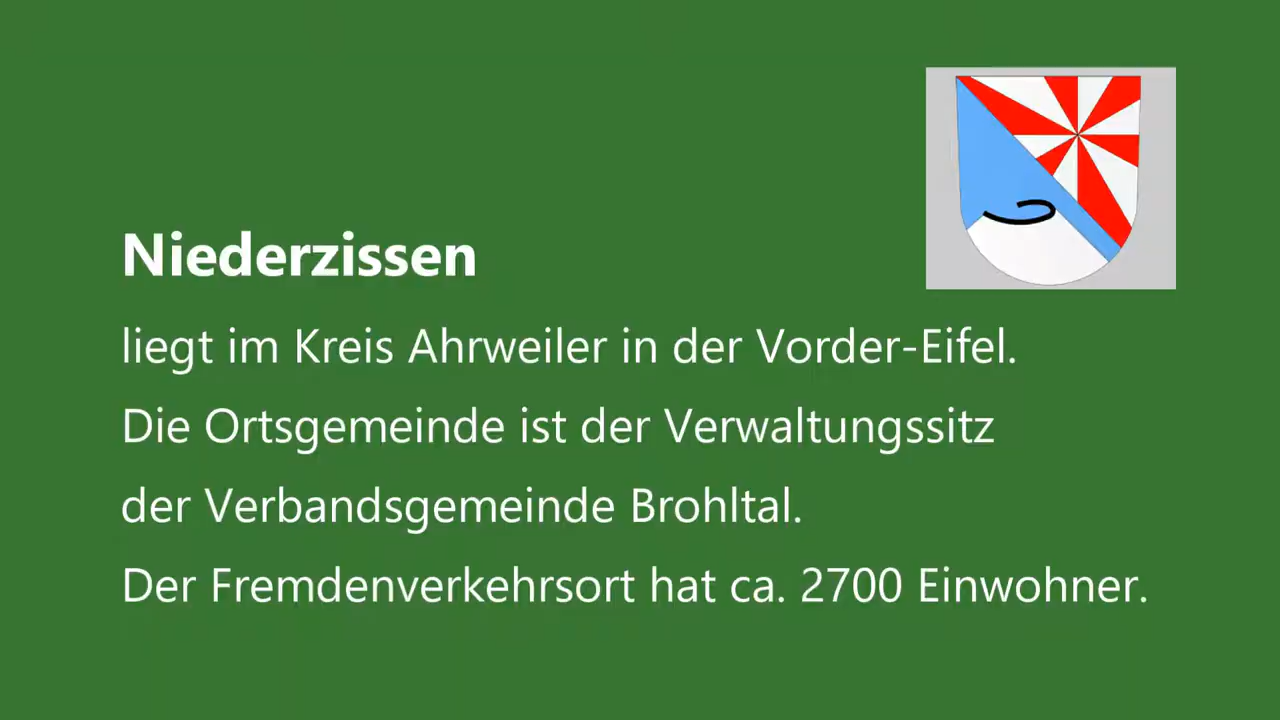 Niederzissen
liegt im Kreis Ahrweiler in der Vorder-Eifel.
Die Ortsgemeinde ist der Verwaltungssitz
der Verbandsgemeinde Brohltal.
Der Fremdenverkehrsort hat ca. 2700 Einwohner.